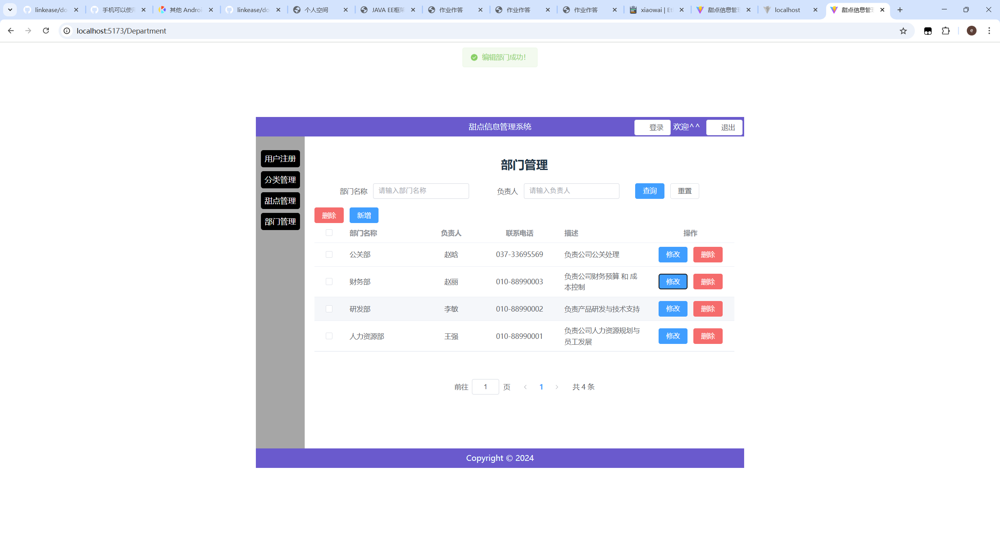 linkease/do
手机可以使用
其他 Androi
linkease/do
个人空间
JAVA EE框架
作业作答
作业作答
作业作答
xiaowai | Et
甜点信息管理
localhost
甜点信息管理
localhost:5173/Department
e
编辑部门成功！
甜点信息管理系统
登录 欢迎^^ 退出
用户注册
分类管理
甜点管理
部门管理
部门管理
部门名称 请输入部门名称 负责人 请输入负责人 查询 重置
删除 新增
部门名称 负责人 联系电话 描述 操作
公关部 赵晗 037-33695569 负责公司公关处理 修改 删除
财务部 赵丽 010-88990003 负责公司财务预算 和 成
本控制 修改 删除
研发部 李敏 010-88990002 负责产品研发与技术支持 修改 删除
人力资源部 王强 010-88990001 负责公司人力资源规划与
员工发展 修改 删除
前往 1 页 1 共 4 条
Copyright © 2024